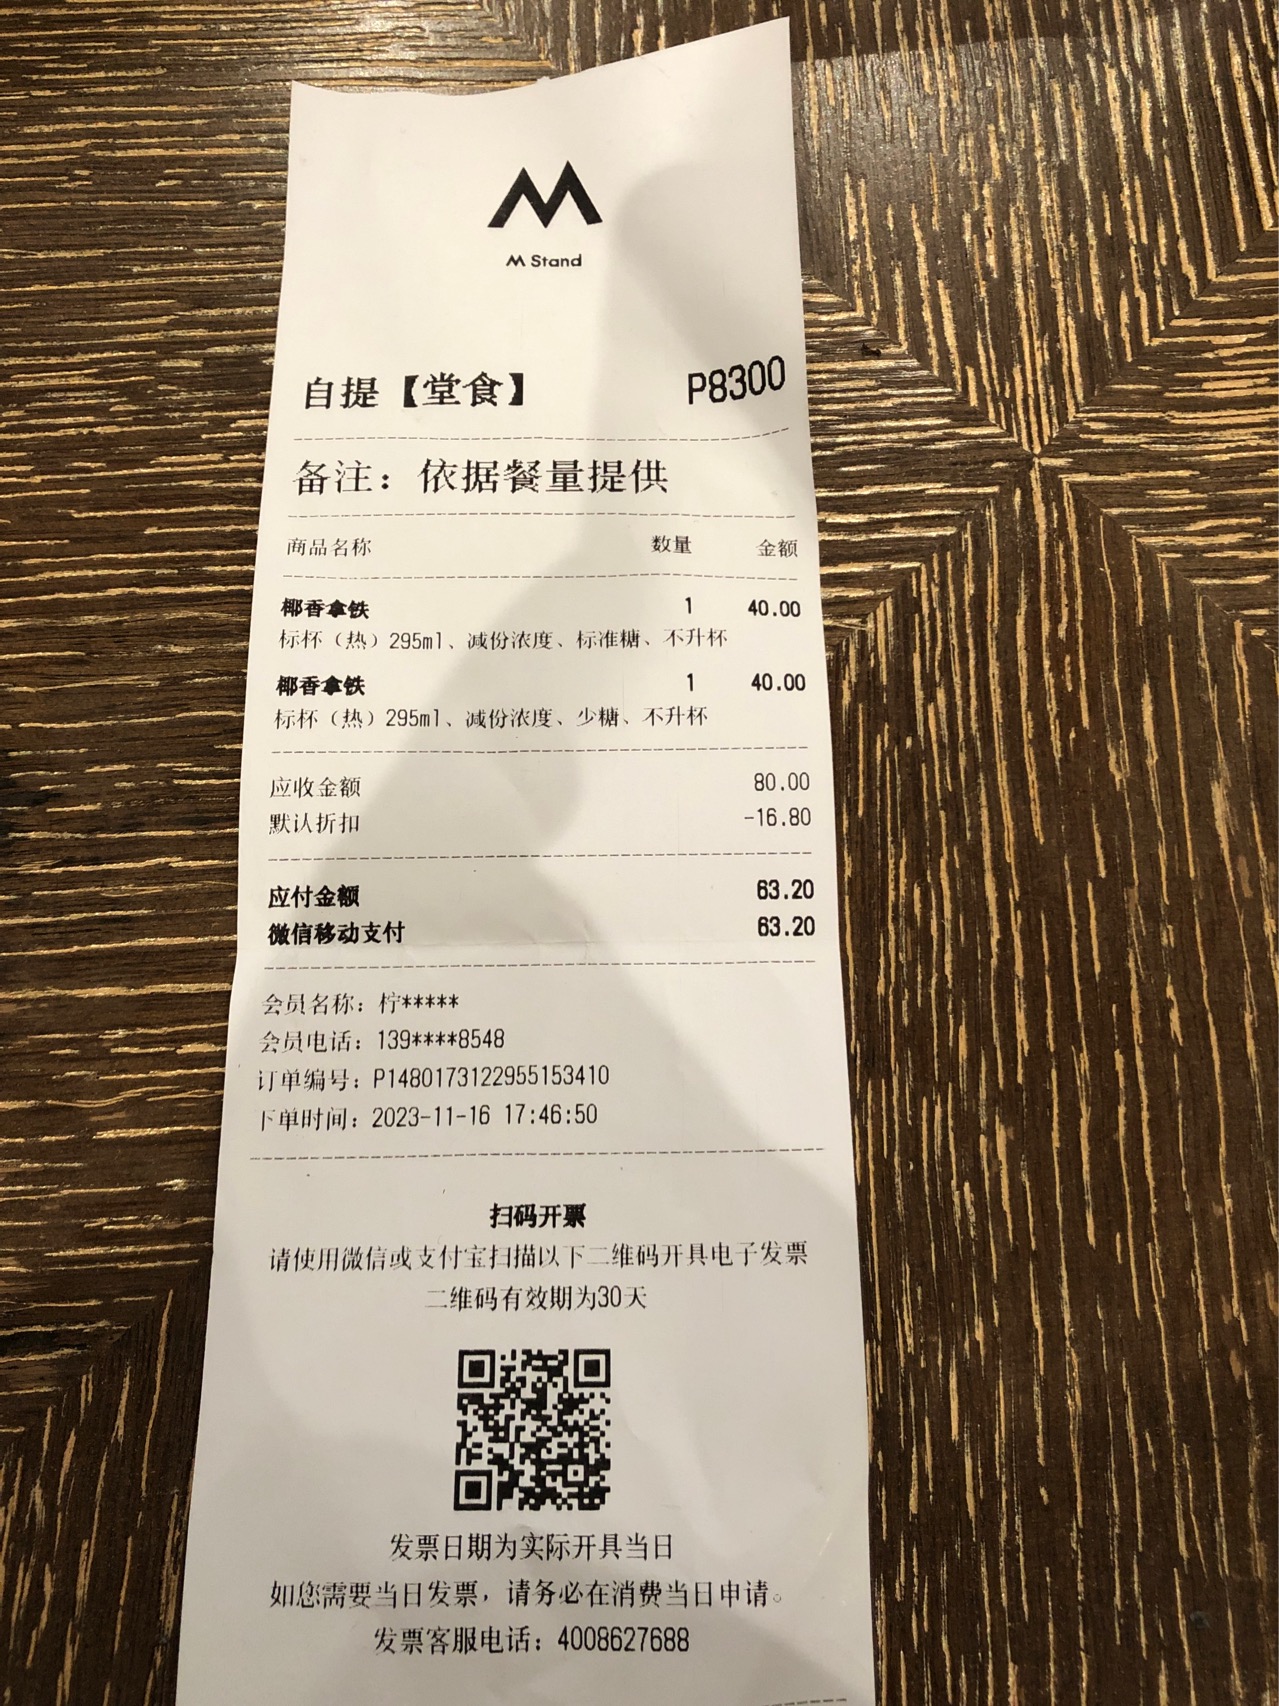 M Stand
自提【堂食】 P8300
备注：依据餐量提供
商品名称 数量 金额
椰香拿铁 1 40.00
标杯（热）295ml、减份浓度、标准糖、不升杯
椰香拿铁 1 40.00
标杯（热）295ml、减份浓度、少糖、不升杯
应收金额 80.00
默认折扣 -16.80
应付金额 63.20
微信移动支付 63.20
会员名称：柠*****
会员电话：139****8548
订单编号：P1480173122955153410
下单时间：2023-11-16 17:46:50
扫码开票
请使用微信或支付宝扫描以下二维码开具电子发票
二维码有效期为30天
发票日期为实际开具当日
如您需要当日发票，请务必在消费当日申请。
发票客服电话：4008627688